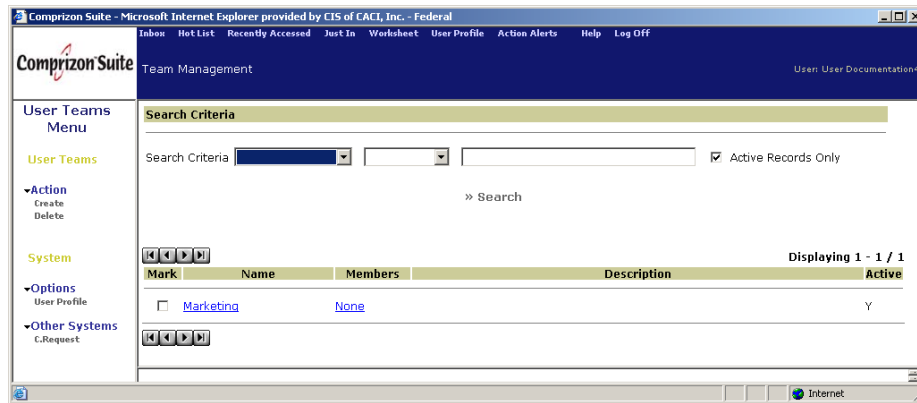 Comprizon Suite - Microsoft Internet Explorer provided by CIS of CACI, Inc. - Federal
Inbox Hot List Recently Accessed Just In Worksheet User Profile Action Alerts Help Log Off
Comprizon Suite
Team Management
User: User Documentation
User Teams
Menu
Search Criteria
Search Criteria
Active Records Only
User Teams
» Search
Action
Create
Delete
System
Displaying 1 - 1 / 1
Mark Name Members Description Active
Options
User Profile
Marketing None Y
Other Systems
C.Request
Internet